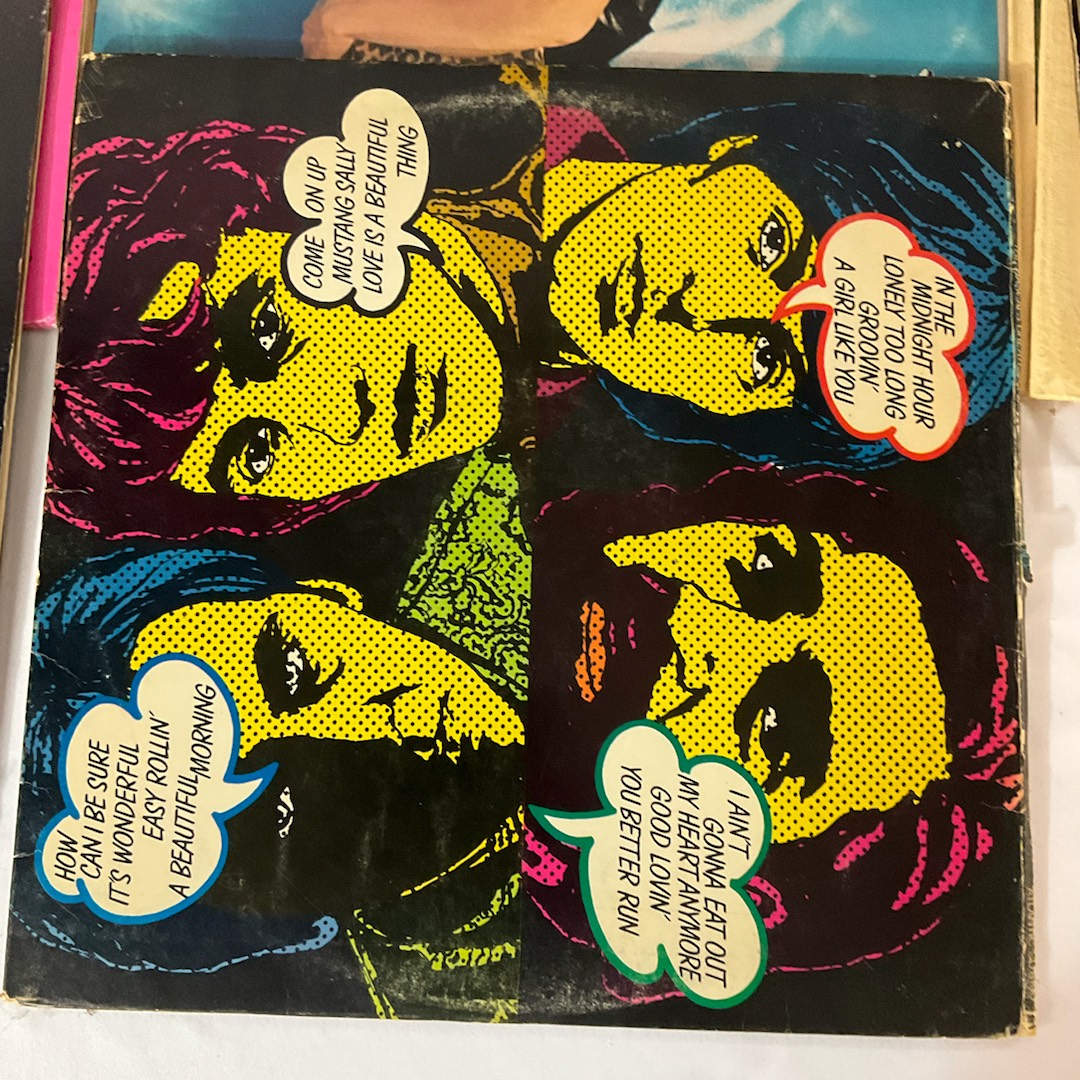 COME ON UP
MUSTANG SALLY
LOVE IS A BEAUTIFUL
THING
IN THE
MIDNIGHT HOUR
LONELY TOO LONG
GROOVIN'
A GIRL LIKE YOU
HOW
CAN I BE SURE
IT'S WONDERFUL
EASY ROLLIN'
A BEAUTIFUL MORNING
I AIN'T
GONNA EAT OUT
MY HEART ANYMORE
GOOD LOVIN'
YOU BETTER RUN